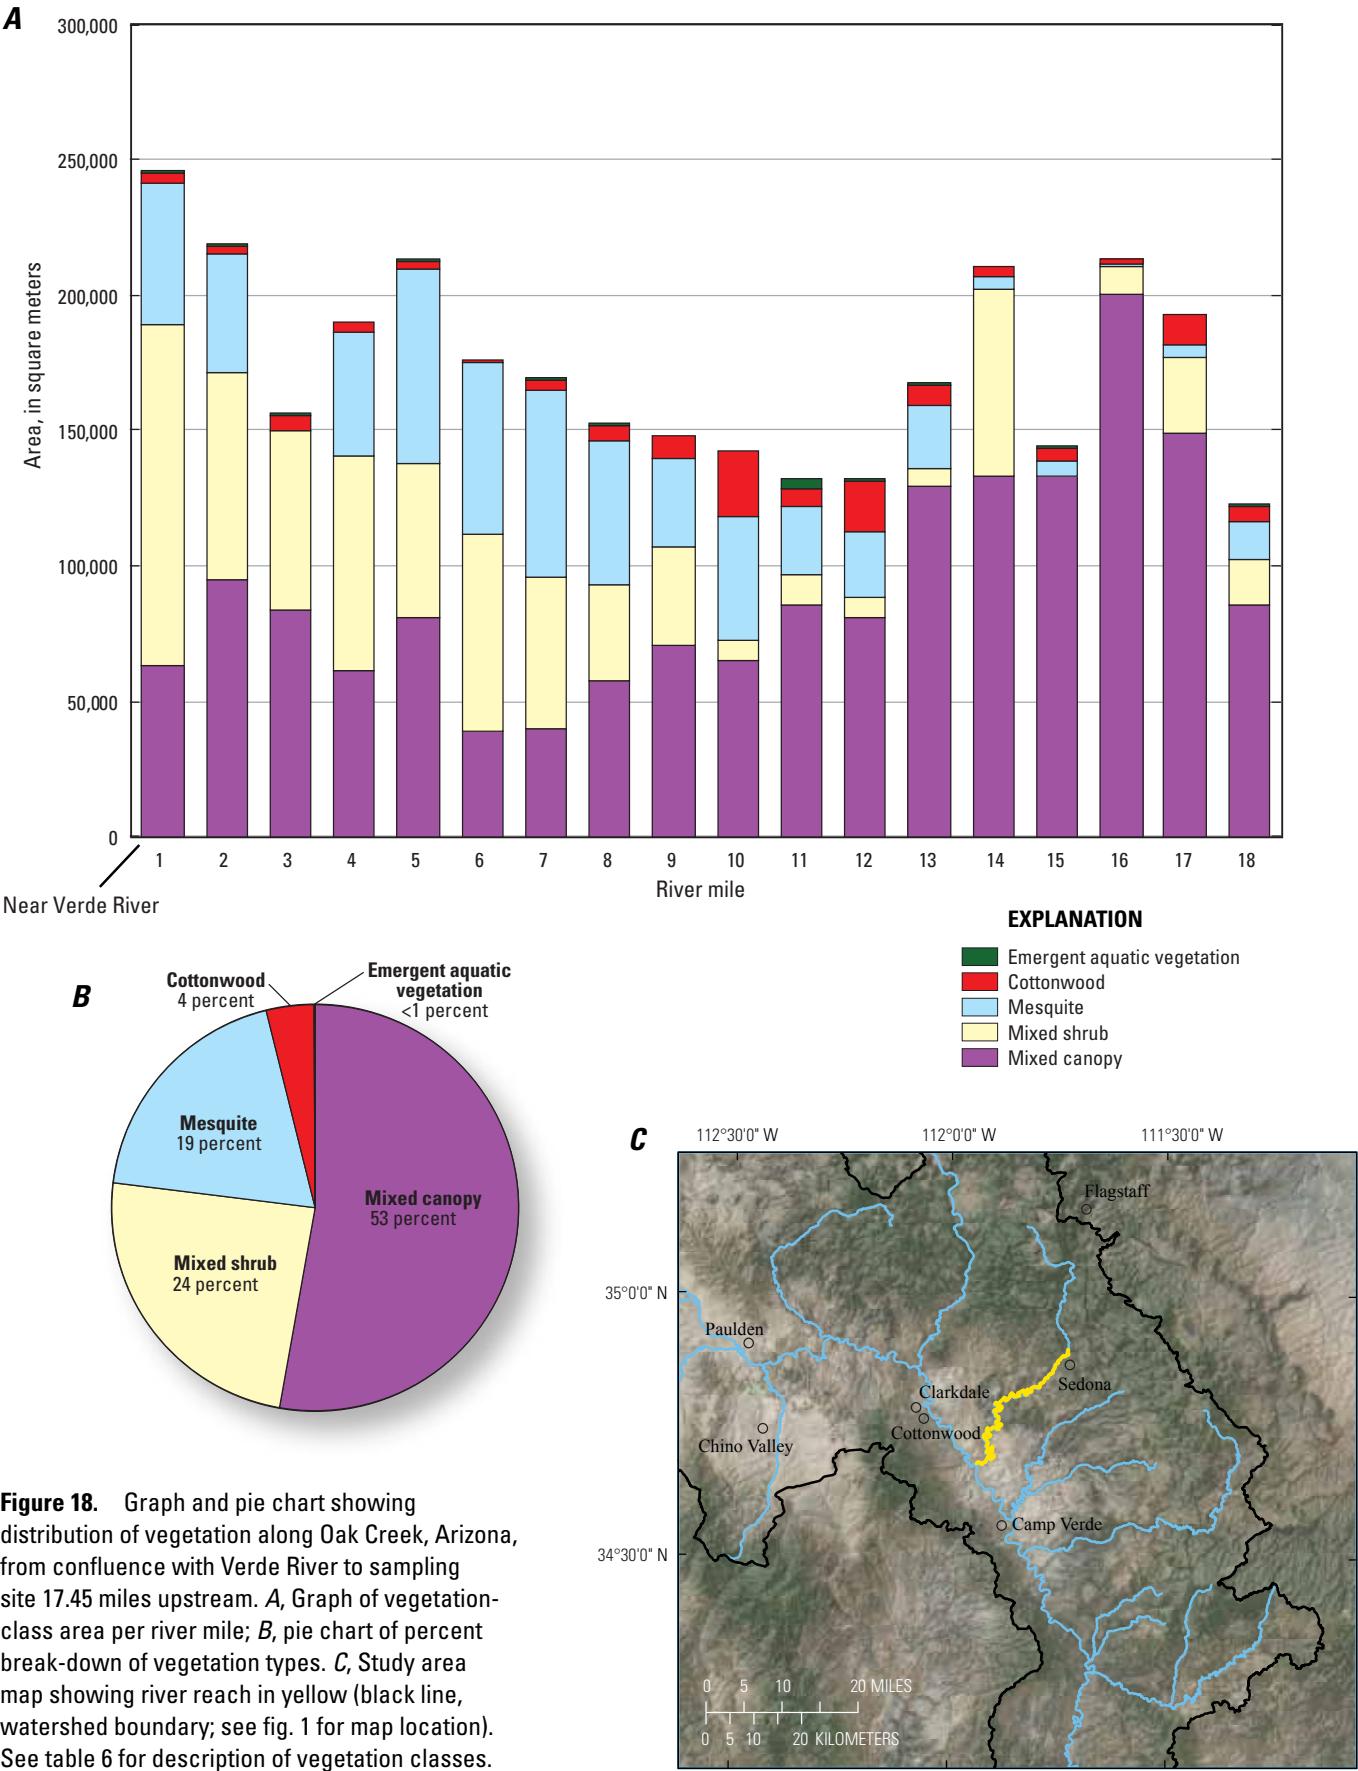 A
300,000
250,000
200,000
150,000
100,000
50,000
0
Area, in square meters
1 2 3 4 5 6 7 8 9 10 11 12 13 14 15 16 17 18
River mile
Near Verde River
EXPLANATION
Emergent aquatic vegetation
Cottonwood
Mesquite
Mixed shrub
Mixed canopy
B
Cottonwood
4 percent
Emergent aquatic
vegetation
<1 percent
Mesquite
19 percent
Mixed canopy
53 percent
Mixed shrub
24 percent
C
112°30'0" W 112°0'0" W 111°30'0" W
35°0'0" N
34°30'0" N
Flagstaff
Paulden
Sedona
Clarkdale
Cottonwood
Chino Valley
Camp Verde
0 5 10 20 MILES
0 5 10 20 KILOMETERS
Figure 18. Graph and pie chart showing
distribution of vegetation along Oak Creek, Arizona,
from confluence with Verde River to sampling
site 17.45 miles upstream. A, Graph of vegetation-
class area per river mile; B, pie chart of percent
break-down of vegetation types. C, Study area
map showing river reach in yellow (black line,
watershed boundary; see fig. 1 for map location).
See table 6 for description of vegetation classes.